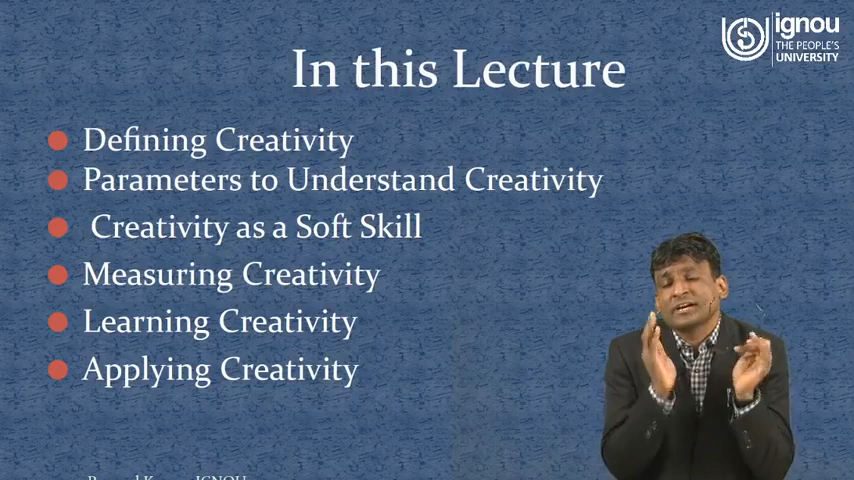 ignou
THE PEOPLE'S
UNIVERSITY
In this Lecture
Defining Creativity
Parameters to Understand Creativity
Creativity as a Soft Skill
Measuring Creativity
Learning Creativity
Applying Creativity
IGNOU